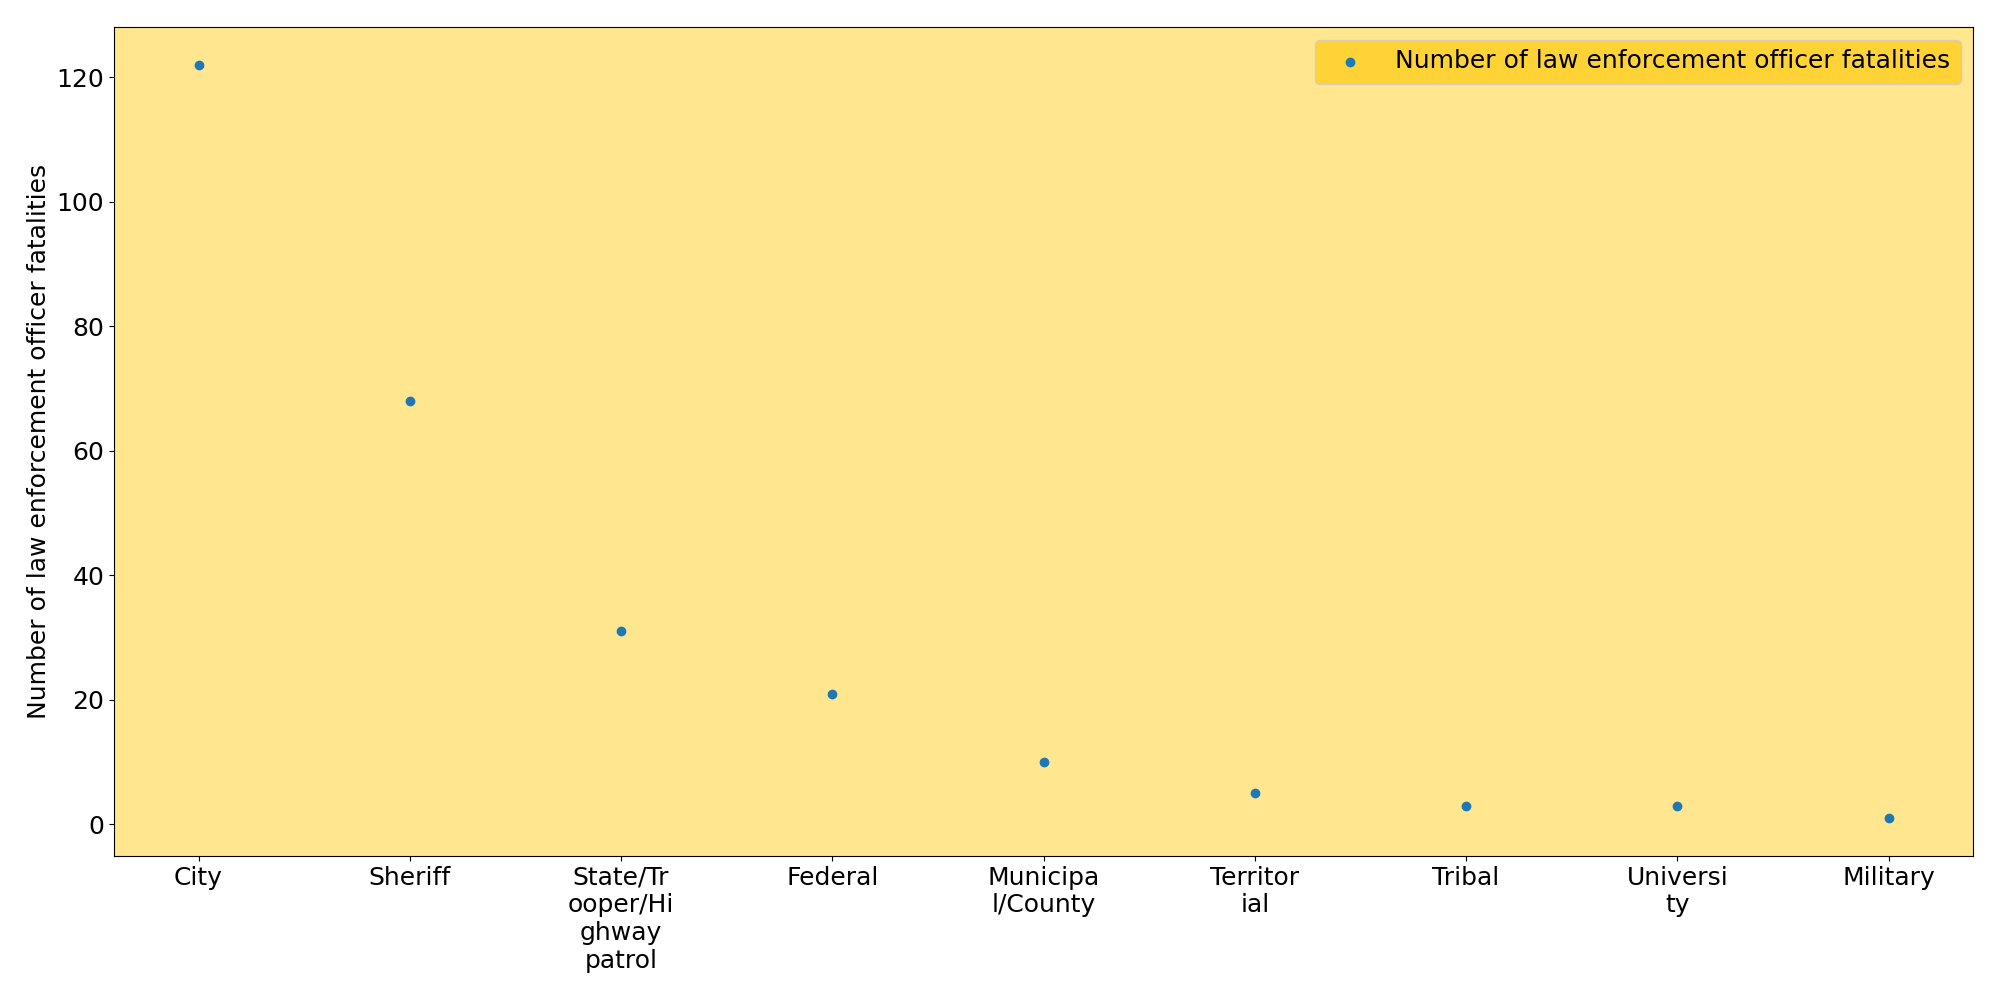 Number of law enforcement officer fatalities
Number of law enforcement officer fatalities
120
100
80
60
40
20
0
City
Sheriff
State/Tr
ooper/Hi
ghway
patrol
Federal
Municipa
l/County
Territor
ial
Tribal
Universi
ty
Military